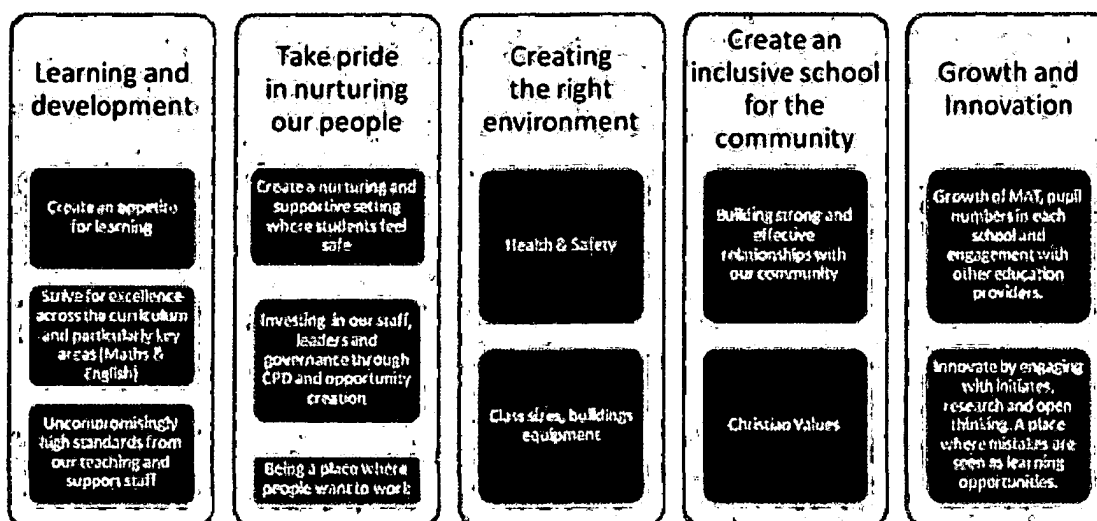 Learning and
development
Create an appetite
for learning
Strive for excellence
across the curriculum
and particularly key
areas (Maths &
English)
Uncompromisingly
high standards from
our teaching and
support staff
Take pride
in nurturing
our people
Create a nurturing and
supportive setting
where students feel
safe
Investing in our staff,
leaders and
governance through
CPD and opportunity
creation
Being a place where
people want to work
Creating
the right
environment
Health & Safety
Class sizes, buildings
equipment
Create an
inclusive school
for the
community
Building strong and
effective
relationships with
our community
Christian Values
Growth and
Innovation
Growth of MAT, pupil
numbers in each
school and
engagement with
other education
providers.
Innovate by engaging
with initiates,
research and open
thinking. A place
where mistakes are
seen as learning
opportunities.